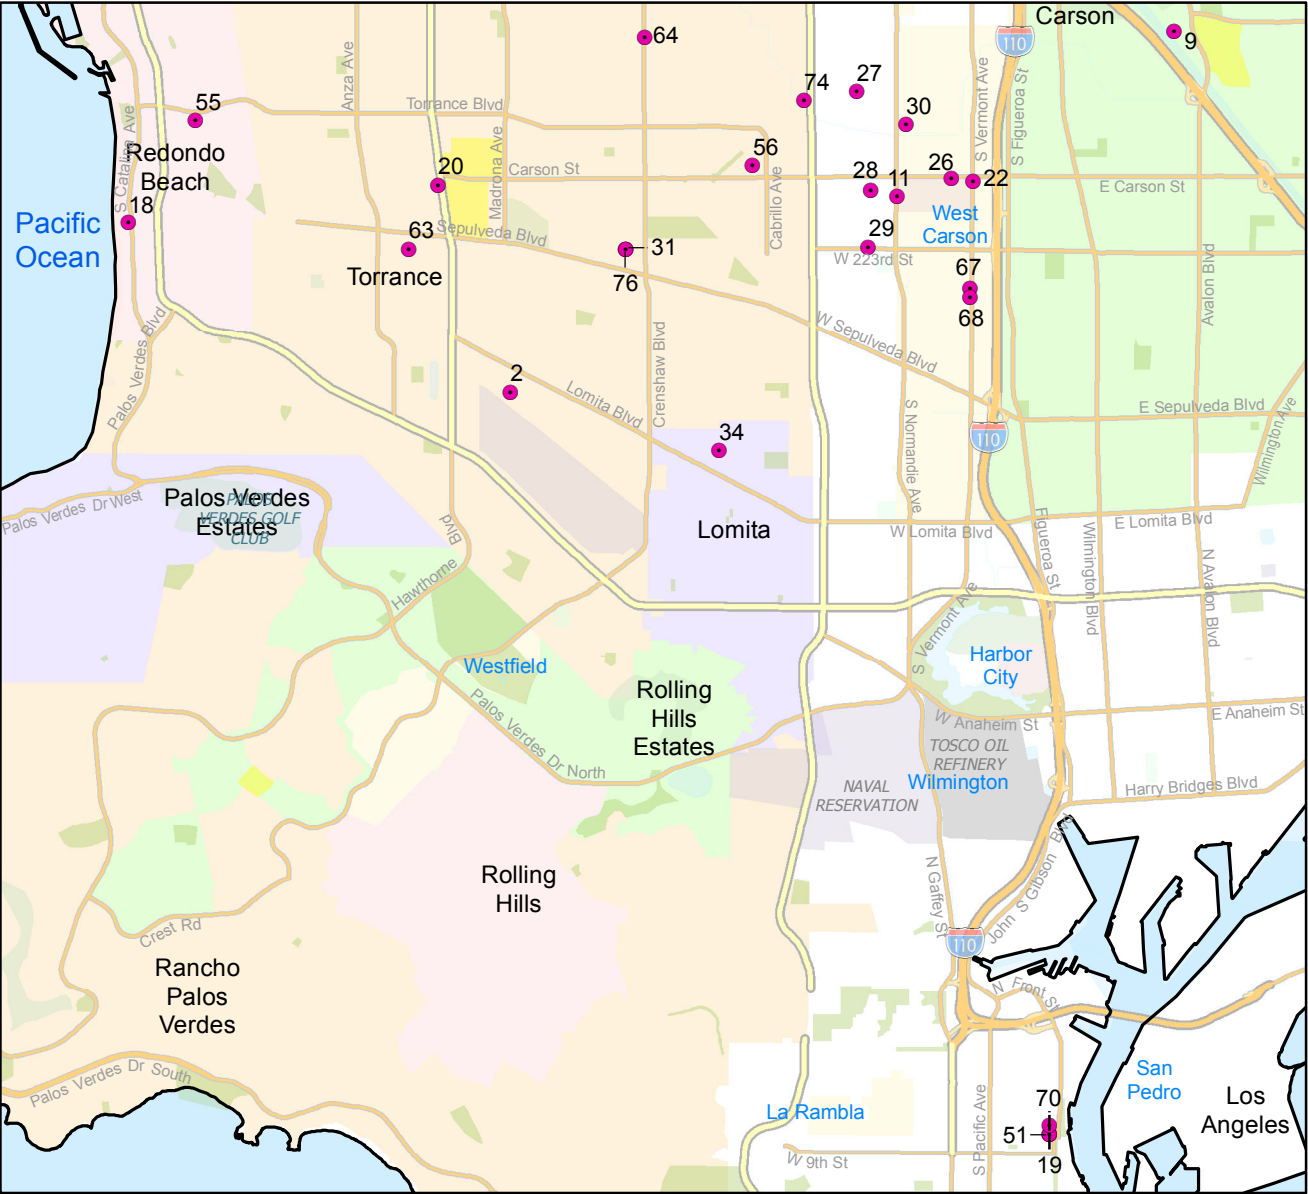 Carson
64
9
110
27
74
S Vermont Ave
S Figueroa St
Anza Ave
Torrance Blvd
55
30
S Catalina Ave
Madrona Ave
56
Redondo
Beach
20
Carson St
28
11
26
22
E Carson St
Cabrillo Ave
18
Pacific
Ocean
63
Sepulveda Blvd
31
29
West
Carson
Torrance
76
W 223rd St
67
68
Avalon Blvd
Palos Verdes Blvd
Crenshaw Blvd
W Sepulveda Blvd
2
Lomita Blvd
34
S Normandie Ave
110
E Sepulveda Blvd
Wilmington Ave
Palos Verdes
Estates
PALOS
VERDES GOLF
CLUB
Palos Verdes Dr West
Hawthorne
Blvd
Lomita
W Lomita Blvd
E Lomita Blvd
Figueroa St
Wilmington Blvd
N Avalon Blvd
S Vermont Ave
Westfield
Harbor
City
Rolling
Hills
Estates
Palos Verdes Dr North
W Anaheim St
E Anaheim St
TOSCO OIL
REFINERY
NAVAL
RESERVATION
Wilmington
Harry Bridges Blvd
Rolling
Hills
N Gaffey St
John S Gibson Blvd
Crest Rd
110
Rancho
Palos
Verdes
N Front St
Palos Verdes Dr South
San
Pedro
La Rambla
S Pacific Ave
70
51
19
Los
Angeles
W 9th St